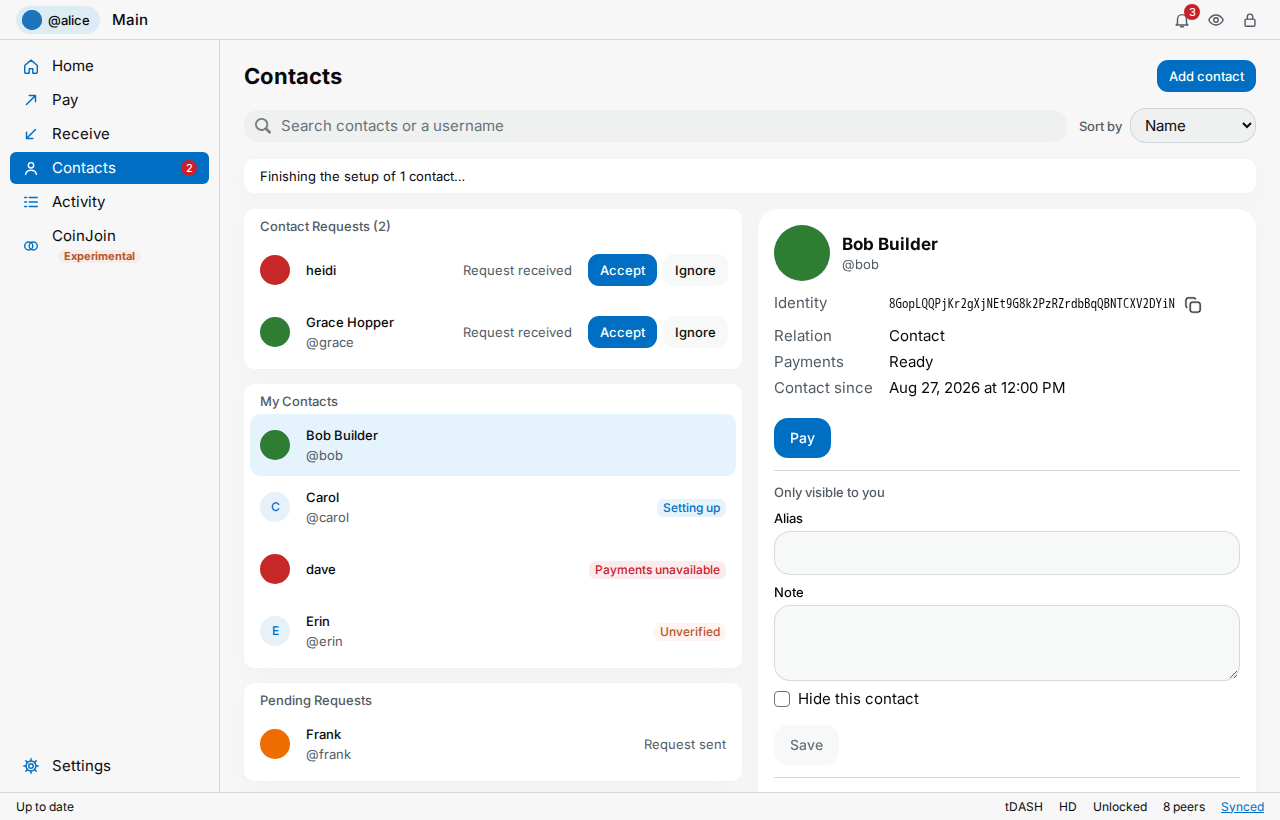 @alice Main 3
Home
Pay
Receive
Contacts 2
Activity
CoinJoin
Experimental
Settings
Contacts
Add contact
Search contacts or a username
Sort by Name
Finishing the setup of 1 contact...
Contact Requests (2)
heidi Request received Accept Ignore
Grace Hopper
@grace
Request received Accept Ignore
My Contacts
Bob Builder
@bob
C
Carol
@carol
Setting up
dave Payments unavailable
E
Erin
@erin
Unverified
Pending Requests
Frank
@frank
Request sent
Bob Builder
@bob
Identity 8GopLQQPjKr2gXjNEt9G8k2PzRZrdbBqQBNTCXV2DYiN
Relation Contact
Payments Ready
Contact since Aug 27, 2026 at 12:00 PM
Pay
Only visible to you
Alias
Note
Hide this contact
Save
Up to date tDASH HD Unlocked 8 peers Synced